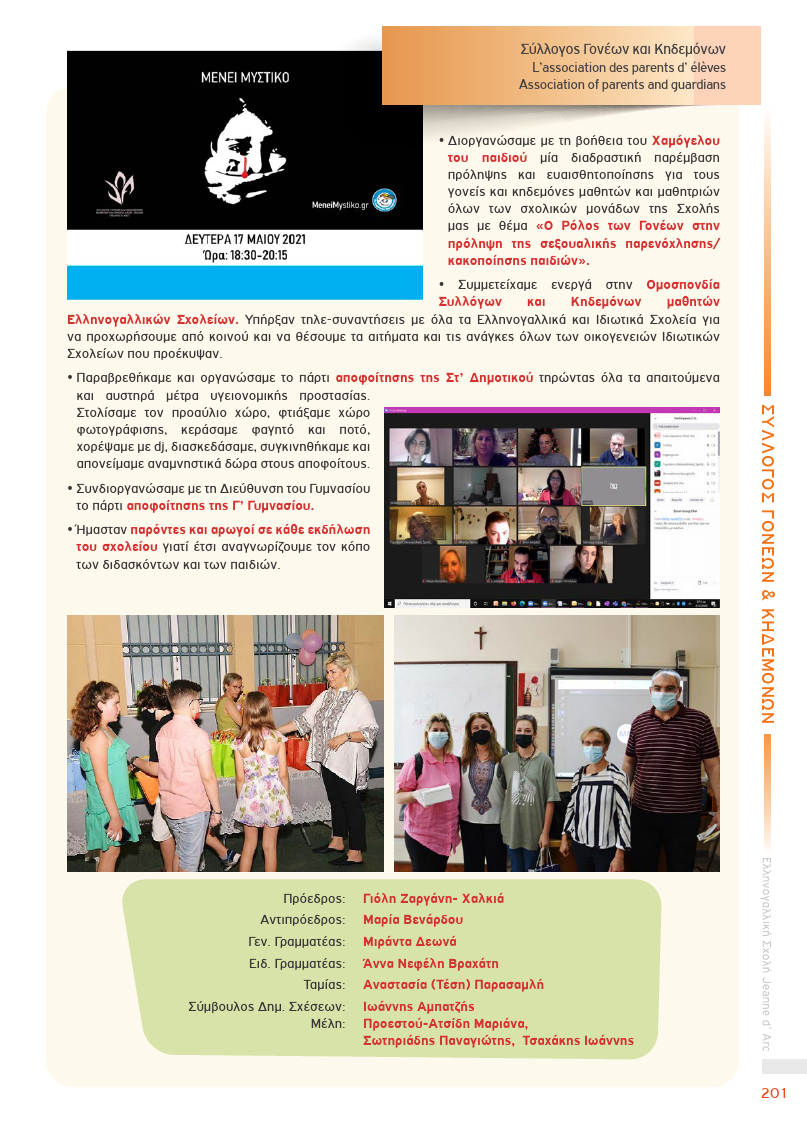 Σύλλογος Γονέων και Κηδεμόνων
L'association des parents d' élèves
Association of parents and guardians
ΜΕΝΕΙ ΜΥΣΤΙΚΟ
MeneiMystiko.gr
ΔΕΥΤΕΡΑ 17 ΜΑΙΟΥ 2021
Ώρα: 18:30-20:15
• Διοργανώσαμε με τη βοήθεια του Χαμόγελου
του παιδιού μία διαδραστική παρέμβαση
πρόληψης και ευαισθητοποίησης για τους
γονείς και κηδεμόνες μαθητών και μαθητριών
όλων των σχολικών μονάδων της Σχολής
μας με θέμα «Ο Ρόλος των Γονέων στην
πρόληψη της σεξουαλικής παρενόχλησης/
κακοποίησης παιδιών».
• Συμμετείχαμε ενεργά στην Ομοσπονδία
Συλλόγων και Κηδεμόνων μαθητών
Ελληνογαλλικών Σχολείων. Υπήρξαν τηλε-συναντήσεις με όλα τα Ελληνογαλλικά και Ιδιωτικά Σχολεία για
να προχωρήσουμε από κοινού και να θέσουμε τα αιτήματα και τις ανάγκες όλων των οικογενειών Ιδιωτικών
Σχολείων που προέκυψαν.
• Παραβρεθήκαμε και οργανώσαμε το πάρτι αποφοίτησης της Στ' Δημοτικού τηρώντας όλα τα απαιτούμενα
και αυστηρά μέτρα υγειονομικής προστασίας.
Στολίσαμε τον προαύλιο χώρο, φτιάξαμε χώρο
φωτογράφισης, κεράσαμε φαγητό και ποτό,
χορέψαμε με dj, διασκεδάσαμε, συγκινηθήκαμε και
απονείμαμε αναμνηστικά δώρα στους αποφοίτους.
• Συνδιοργανώσαμε με τη Διεύθυνση του Γυμνασίου
το πάρτι αποφοίτησης της Γ' Γυμνασίου.
• Ήμασταν παρόντες και αρωγοί σε κάθε εκδήλωση
του σχολείου γιατί έτσι αναγνωρίζουμε τον κόπο
των διδασκόντων και των παιδιών.
Πρόεδρος: Γιόλη Ζαργάνη- Χαλκιά
Αντιπρόεδρος: Μαρία Βενάρδου
Γεν. Γραμματέας: Μιράντα Δεωνά
Ειδ. Γραμματέας: Άννα Νεφέλη Βραχάτη
Ταμίας: Αναστασία (Τέση) Παρασαμλή
Σύμβουλος Δημ. Σχέσεων: Ιωάννης Αμπατζής
Μέλη: Προεστού-Ατσίδη Μαριάνα,
Σωτηριάδης Παναγιώτης, Τσαχάκης Ιωάννης
ΣΥΛΛΟΓΟΣ ΓΟΝΕΩΝ & ΚΗΔΕΜΟΝΩΝ
Ελληνογαλλική Σχολή Jeanne d' Arc
201